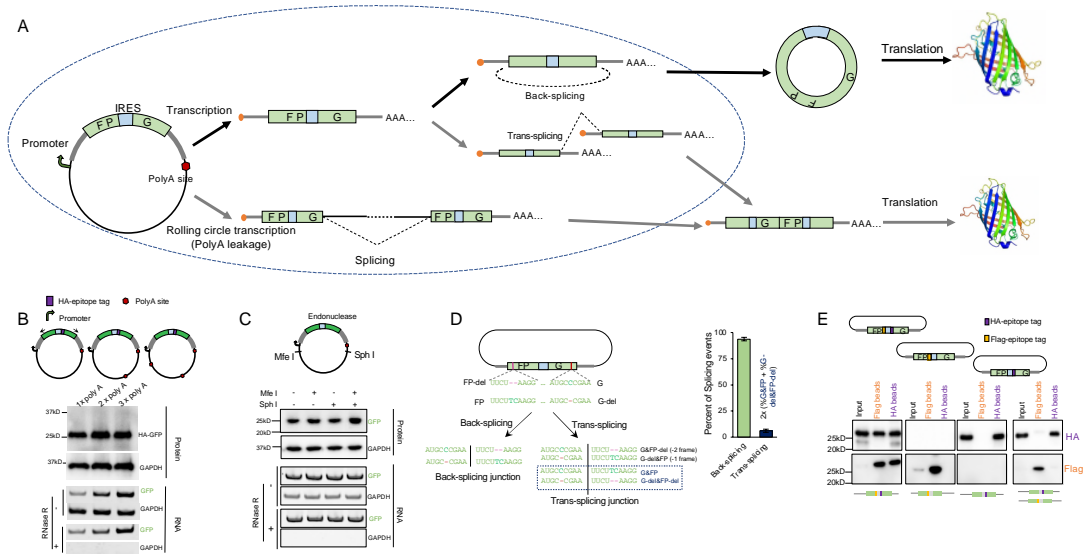 A
IRES
F P
G
Promoter
PolyA site
Transcription
F P
G
AAA...
Rolling circle transcription
(PolyA leakage)
F P
G
F P
G
AAA...
Splicing
AAA...
Back-splicing
Trans-splicing
AAA...
AAA...
G
F P
Translation
G
F P
AAA...
Translation
B
HA-epitope tag
PolyA site
Promoter
1x poly A
2 x poly A
3 x poly A
37kD
25kD
HA-GFP
37kD
GAPDH
Protein
GFP
GAPDH
GFP
GAPDH
RNA
RNase R
-
+
C
Endonuclease
Mfe I
Sph I
Mfe I - + - +
Sph I - - + +
25kD
20kD
GFP
37kD
GAPDH
Protein
GFP
GAPDH
GFP
GAPDH
RNA
RNase R
-
+
D
FP
G
FP-del UUCU--AAGG ... AUGCCCGAA G
FP UUCUTCAAGG AUGC-CGAA G-del
Back-splicing
Trans-splicing
AUGCCCGAA UUCU--AAGG
AUGC-CGAA UUCUTCAAGG
Back-splicing junction
AUGCCCGAA UUCU--AAGG G&FP-del (-2 frame)
AUGC-CGAA UUCUTCAAGG G-del&FP (-1 frame)
AUGCCCGAA UUCUTCAAGG G&FP
AUGC-CGAA UUCU--AAGG G-del&FP-del
Trans-splicing junction
Percent of Splicing events
100
80
60
40
20
0
Back-splicing
Trans-splicing
2x (%G&FP + %G-
del&FP-del)
E
FP
G
FP
G
FP
G
HA-epitope tag
Flag-epitope tag
Input
Flag beads
HA beads
Input
Flag beads
HA beads
Input
Flag beads
HA beads
Input
Flag beads
HA beads
25kD
20kD
HA
25kD
20kD
Flag